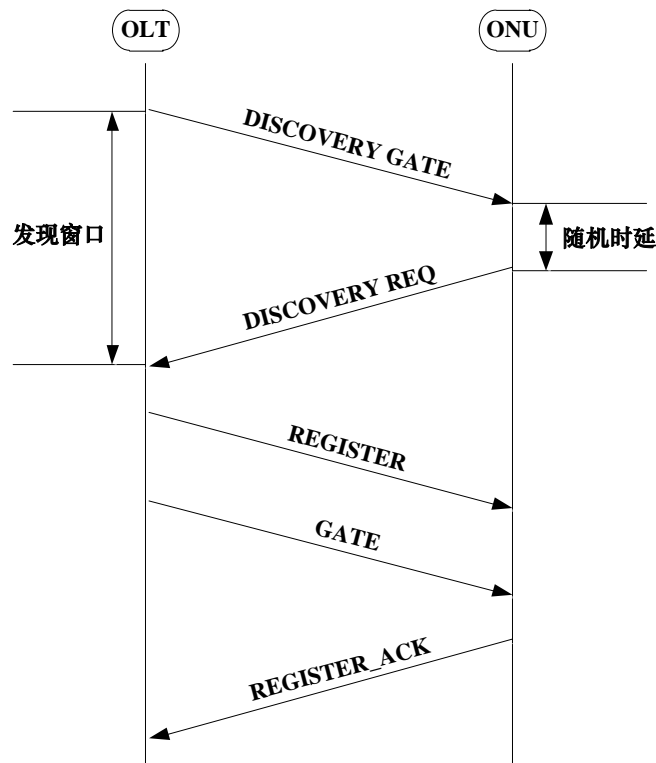 OLT
ONU
DISCOVERY GATE
发现窗口
随机时延
DISCOVERY REQ
REGISTER
GATE
REGISTER_ACK